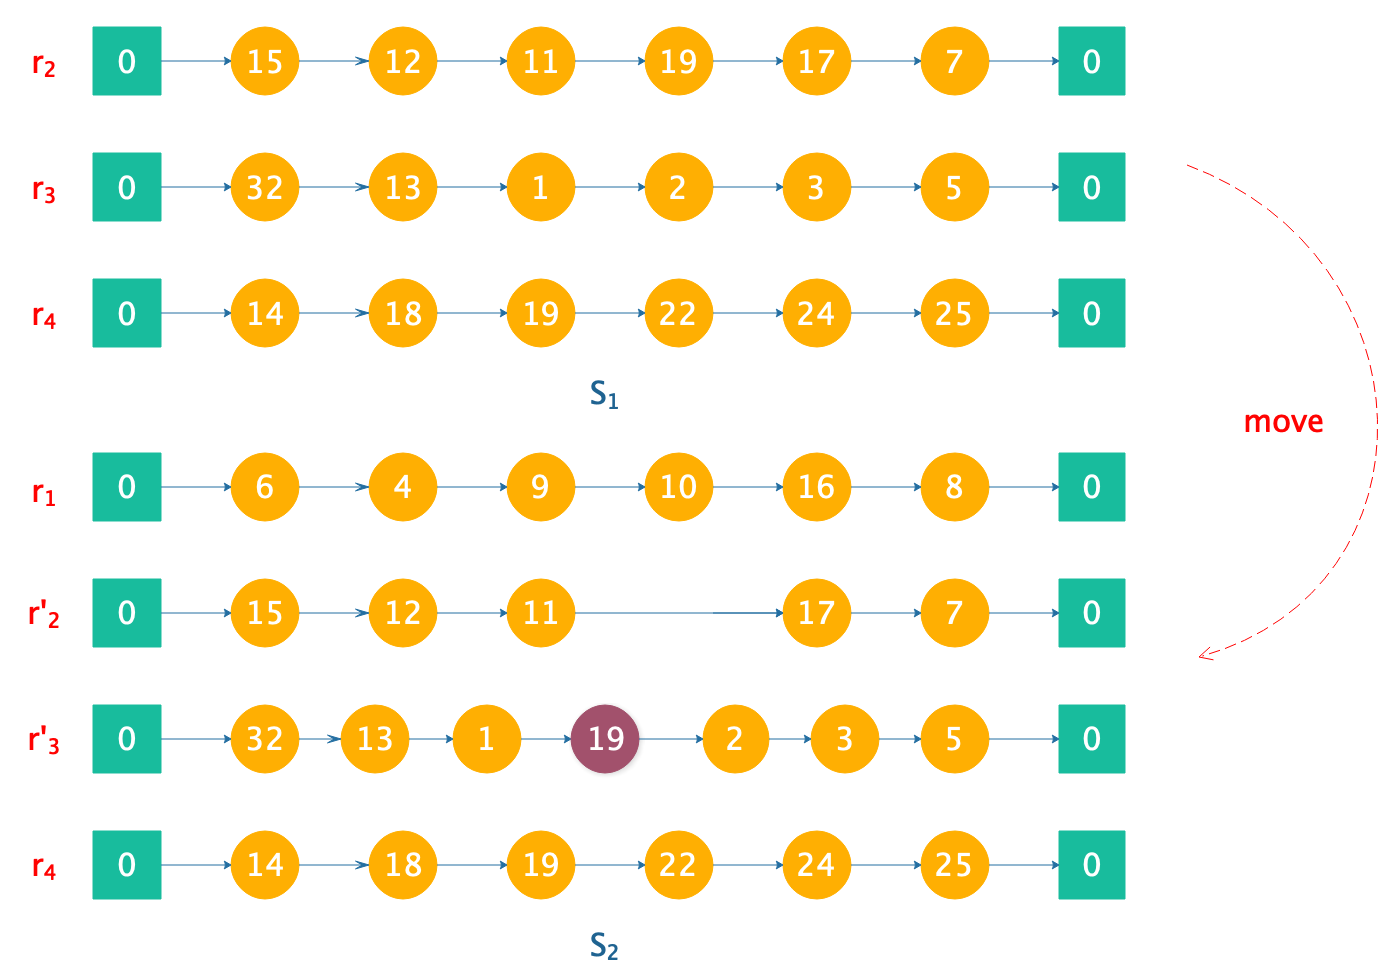 r₂ 0 15 12 11 19 17 7 0
r₃ 0 32 13 1 2 3 5 0
r₄ 0 14 18 19 22 24 25 0
S₁
move
r₁ 0 6 4 9 10 16 8 0
r'₂ 0 15 12 11 17 7 0
r'₃ 0 32 13 1 19 2 3 5 0
r₄ 0 14 18 19 22 24 25 0
S₂